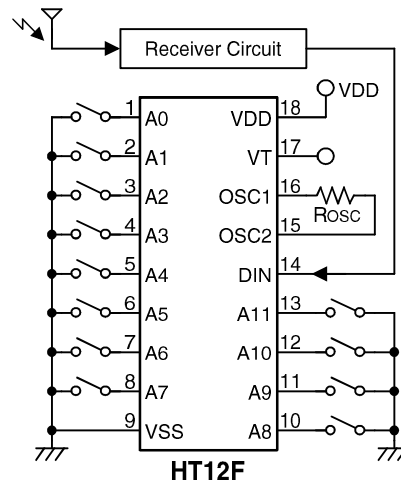 Receiver Circuit
VDD
1 A0 VDD 18
2 A1 VT 17
3 A2 OSC1 16
ROSC
4 A3 OSC2 15
5 A4 DIN 14
6 A5 A11 13
7 A6 A10 12
8 A7 A9 11
9 VSS A8 10
HT12F